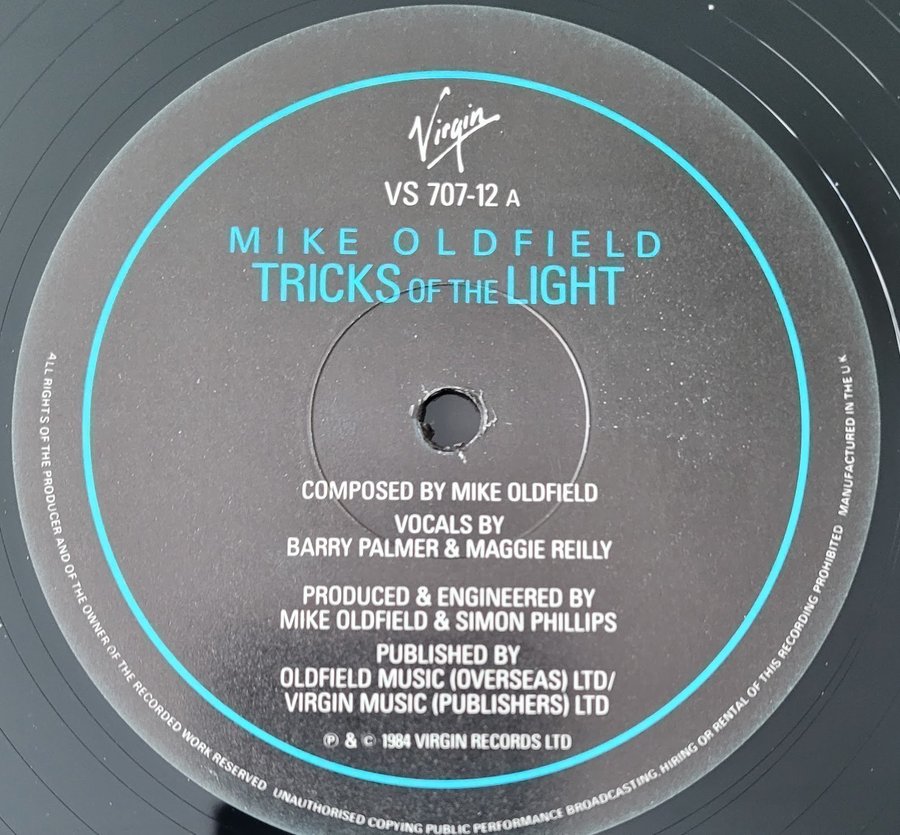 Virgin
VS 707-12 A
MIKE OLDFIELD
TRICKS OF THE LIGHT
COMPOSED BY MIKE OLDFIELD
VOCALS BY
BARRY PALMER & MAGGIE REILLY
PRODUCED & ENGINEERED BY
MIKE OLDFIELD & SIMON PHILLIPS
PUBLISHED BY
OLDFIELD MUSIC (OVERSEAS) LTD/
VIRGIN MUSIC (PUBLISHERS) LTD
℗ & © 1984 VIRGIN RECORDS LTD
ALL RIGHTS OF THE PRODUCER AND OF THE OWNER OF THE RECORDED WORK RESERVED UNAUTHORISED COPYING PUBLIC PERFORMANCE BROADCASTING. HIRING OR RENTAL OF THIS RECORDING PROHIBITED MANUFACTURED IN THE U K